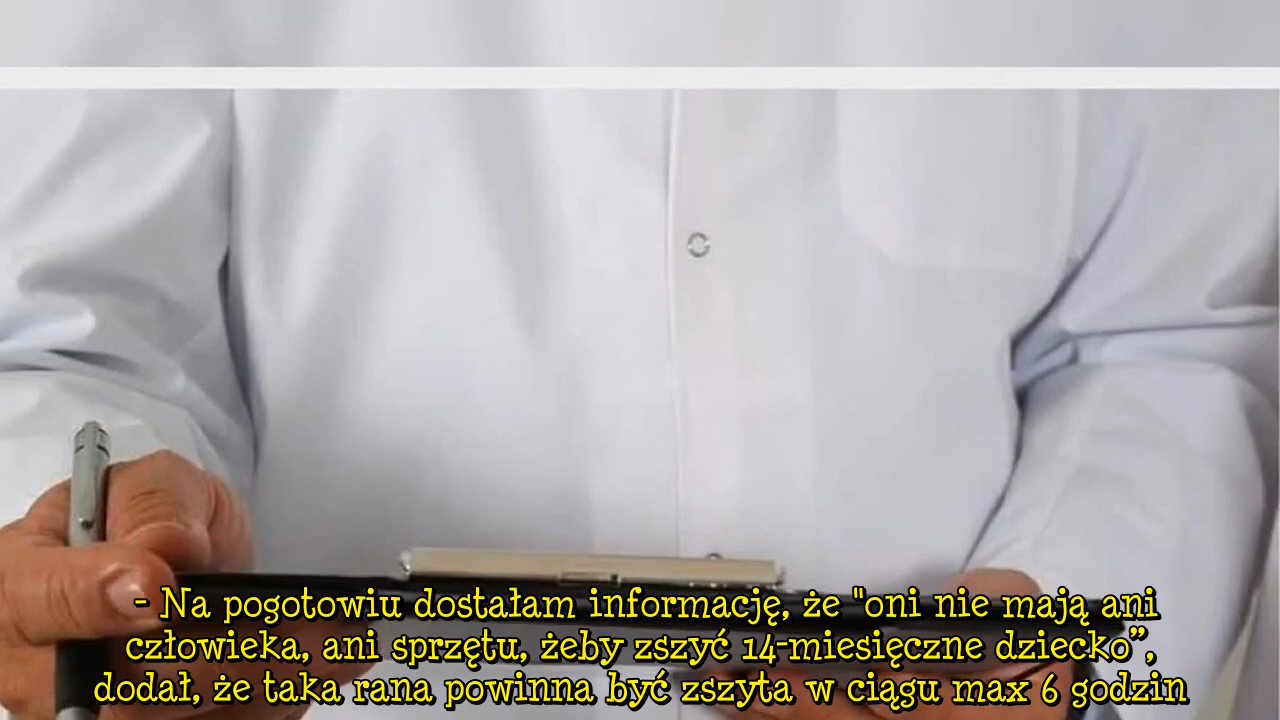 - Na pogotowiu dostałam informację, że "oni nie mają ani
człowieka, ani sprzętu, żeby zszyć 14-miesięczne dziecko”,
dodał, że taka rana powinna być zszyta w ciągu max 6 godzin